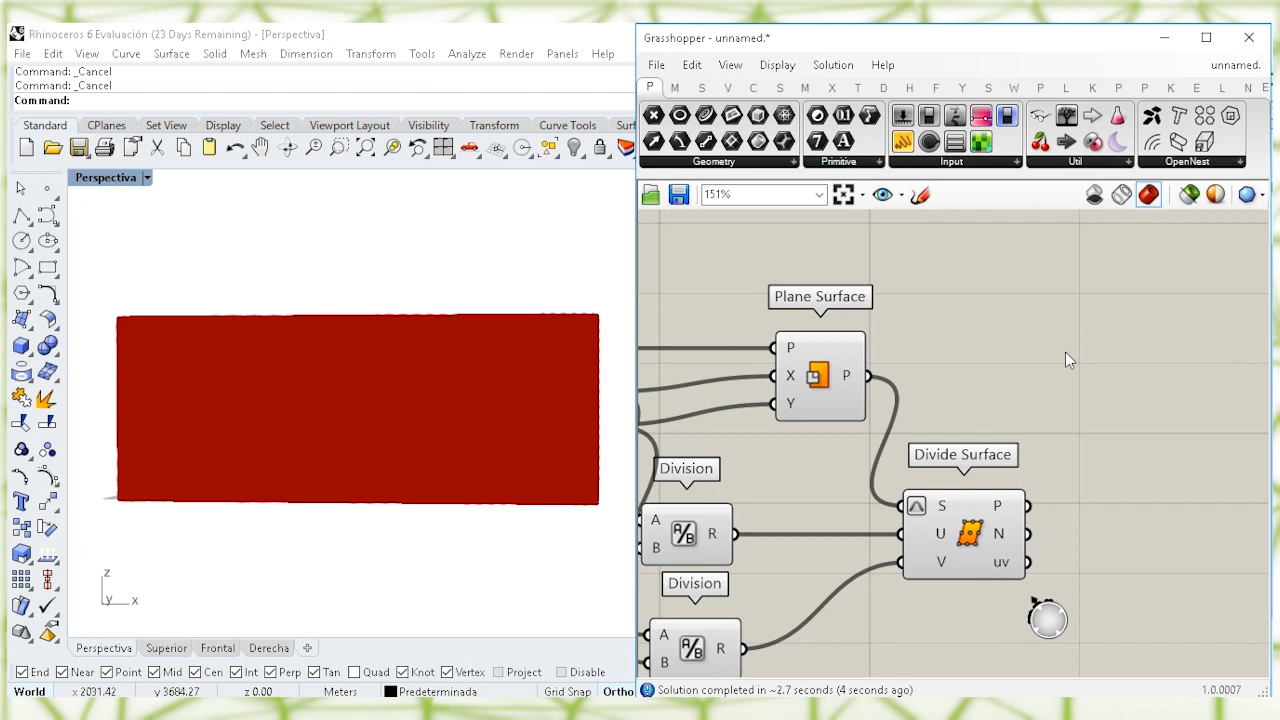 Rhinoceros 6 Evaluación (23 Days Remaining) - [Perspectiva]
File Edit View Curve Surface Solid Mesh Dimension Transform Tools Analyze Render Panels Help
Command: _Cancel
Command: _Cancel
Command:
Standard CPlanes Set View Display Select Viewport Layout Visibility Transform Curve Tools Surf
Perspectiva
z
y x
Perspectiva Superior Frontal Derecha
End Near Point Mid Cen Int Perp Tan Quad Knot Vertex Project Disable
World x 2031.42 y 3684.27 z 0.00 Meters Predeterminada Grid Snap Ortho
Grasshopper - unnamed.*
File Edit View Display Solution Help unnamed.
P M S V C S M X T D H F Y S W P L K P P K E L N E
Geometry Primitive Input Util OpenNest
151%
Plane Surface
P
X P
Y
Division
A
B R
A/B
Divide Surface
S P
U N
V uv
Division
A
B R
A/B
Solution completed in ~2.7 seconds (4 seconds ago) 1.0.0007